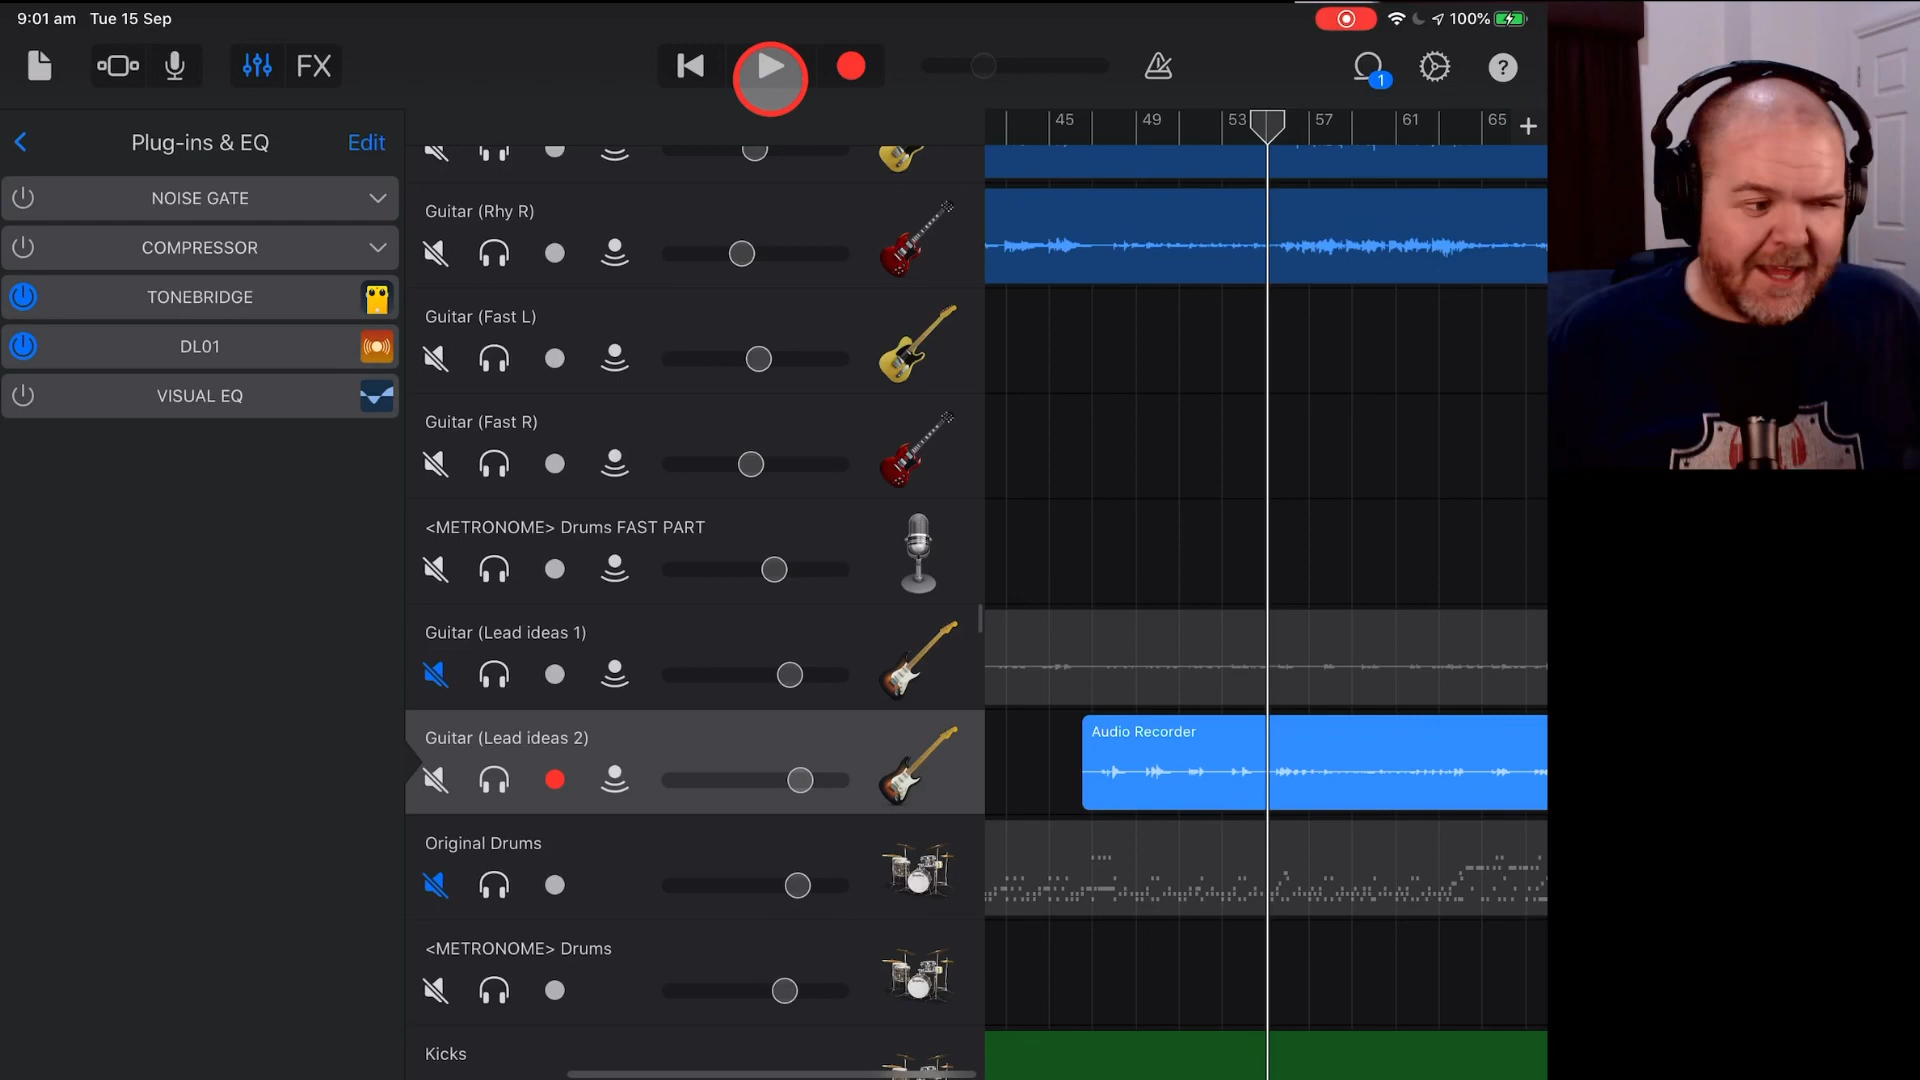 9:01 am Tue 15 Sep
100%
FX
1
?
Plug-ins & EQ
Edit
45 49 53 57 61 65
NOISE GATE
COMPRESSOR
TONEBRIDGE
DL01
VISUAL EQ
Guitar (Rhy R)
Guitar (Fast L)
Guitar (Fast R)
<METRONOME> Drums FAST PART
Guitar (Lead ideas 1)
Guitar (Lead ideas 2)
Audio Recorder
Original Drums
<METRONOME> Drums
Kicks